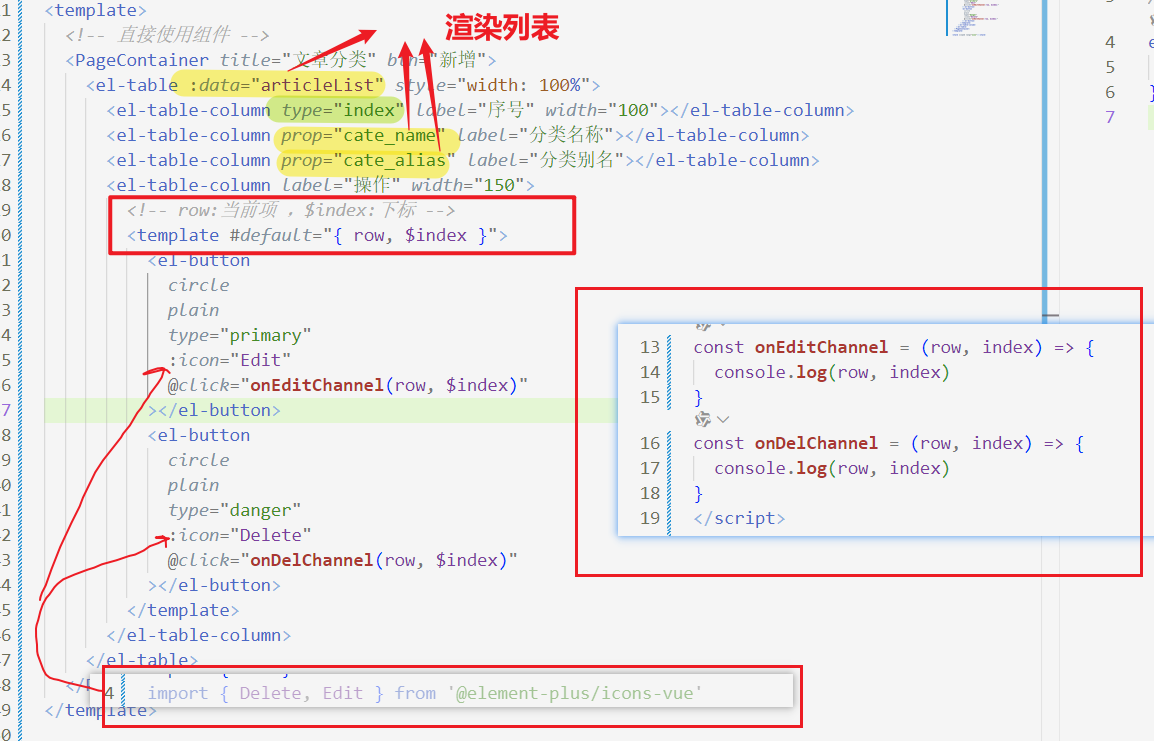 渲染列表
1 <template>
2 <!-- 直接使用组件 -->
3 <PageContainer title="文章分类" btn="新增">
4 <el-table :data="articleList" style="width: 100%">
5 <el-table-column type="index" label="序号" width="100"></el-table-column>
6 <el-table-column prop="cate_name" label="分类名称"></el-table-column>
7 <el-table-column prop="cate_alias" label="分类别名"></el-table-column>
8 <el-table-column label="操作" width="150">
9 <!-- row:当前项 , $index:下标 -->
0 <template #default="{ row, $index }">
1 <el-button
2 circle
3 plain
4 type="primary"
5 :icon="Edit"
6 @click="onEditChannel(row, $index)"
7 ></el-button>
8 <el-button
9 circle
0 plain
1 type="danger"
2 :icon="Delete"
3 @click="onDelChannel(row, $index)"
4 ></el-button>
5 </template>
6 </el-table-column>
7 </el-table>
8 </
4 import { Delete, Edit } from '@element-plus/icons-vue'
9 </template>
0
13 const onEditChannel = (row, index) => {
14 console.log(row, index)
15 }
16 const onDelChannel = (row, index) => {
17 console.log(row, index)
18 }
19 </script>
4 e
5
6 }
7